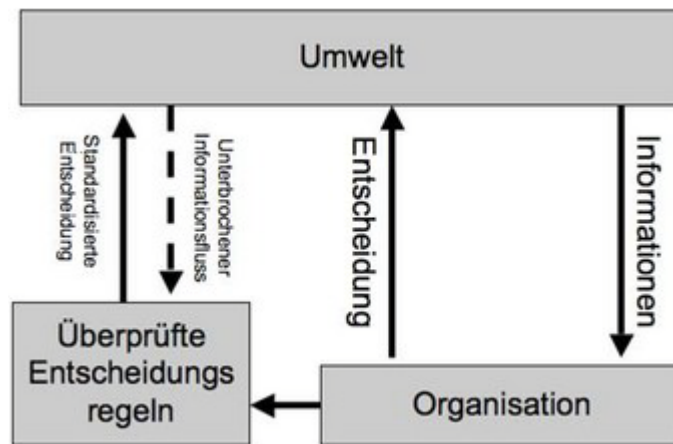 Umwelt
Standardisierte
Entscheidung
Unterbrochener
Informationsfluss
Entscheidung
Informationen
Überprüfte
Entscheidungs
regeln
Organisation